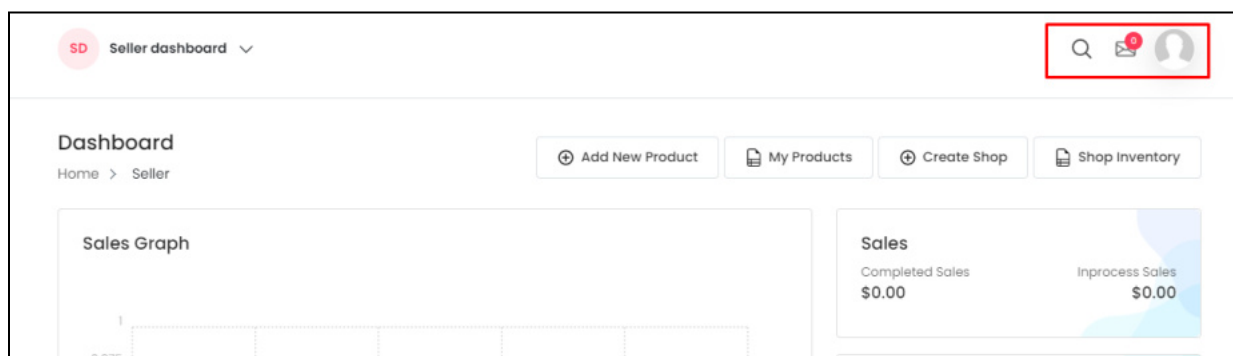 SD Seller dashboard
0
Dashboard
Home > Seller
Add New Product
My Products
Create Shop
Shop Inventory
Sales Graph
1
Sales
Completed Sales
$0.00
Inprocess Sales
$0.00